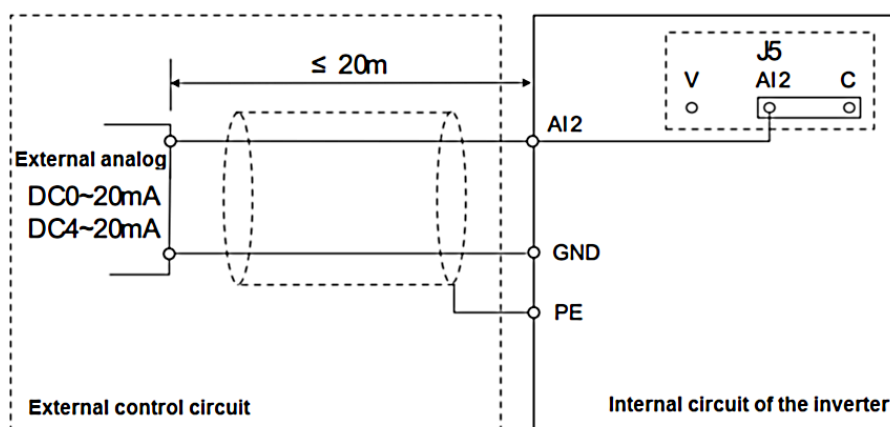 J5
V AI2 C
≤ 20m
AI2
External analog
DC0~20mA
DC4~20mA
GND
PE
External control circuit
Internal circuit of the inverter